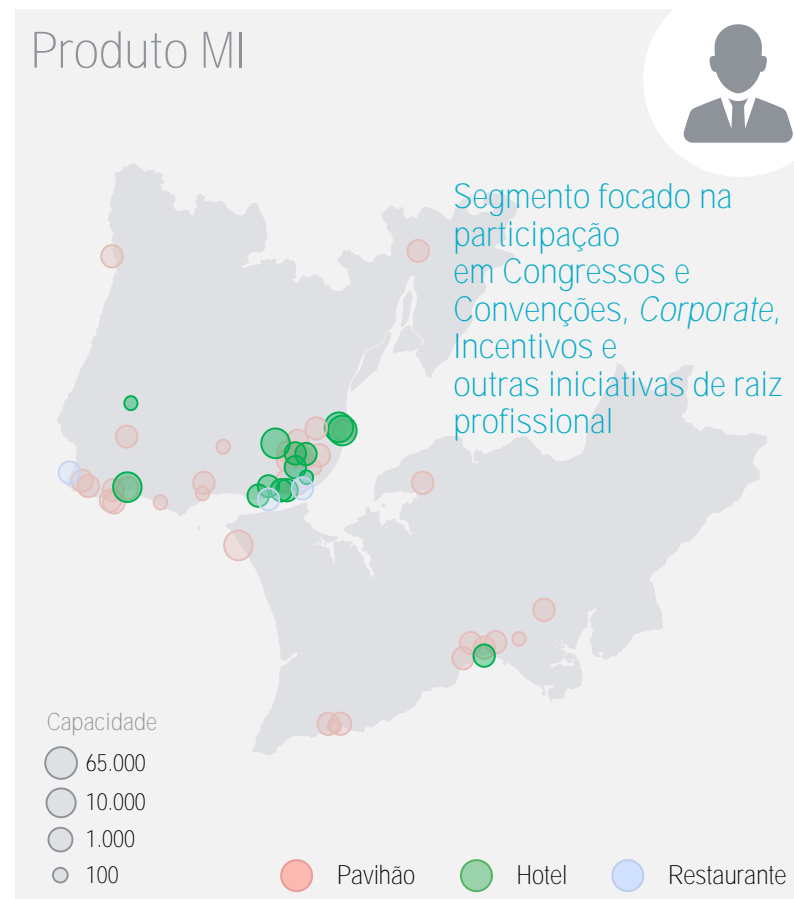 Produto MI
Segmento focado na
participação
em Congressos e
Convenções, Corporate,
Incentivos e
outras iniciativas de raiz
profissional
Capacidade
65.000
10.000
1.000
100
Pavihão
Hotel
Restaurante